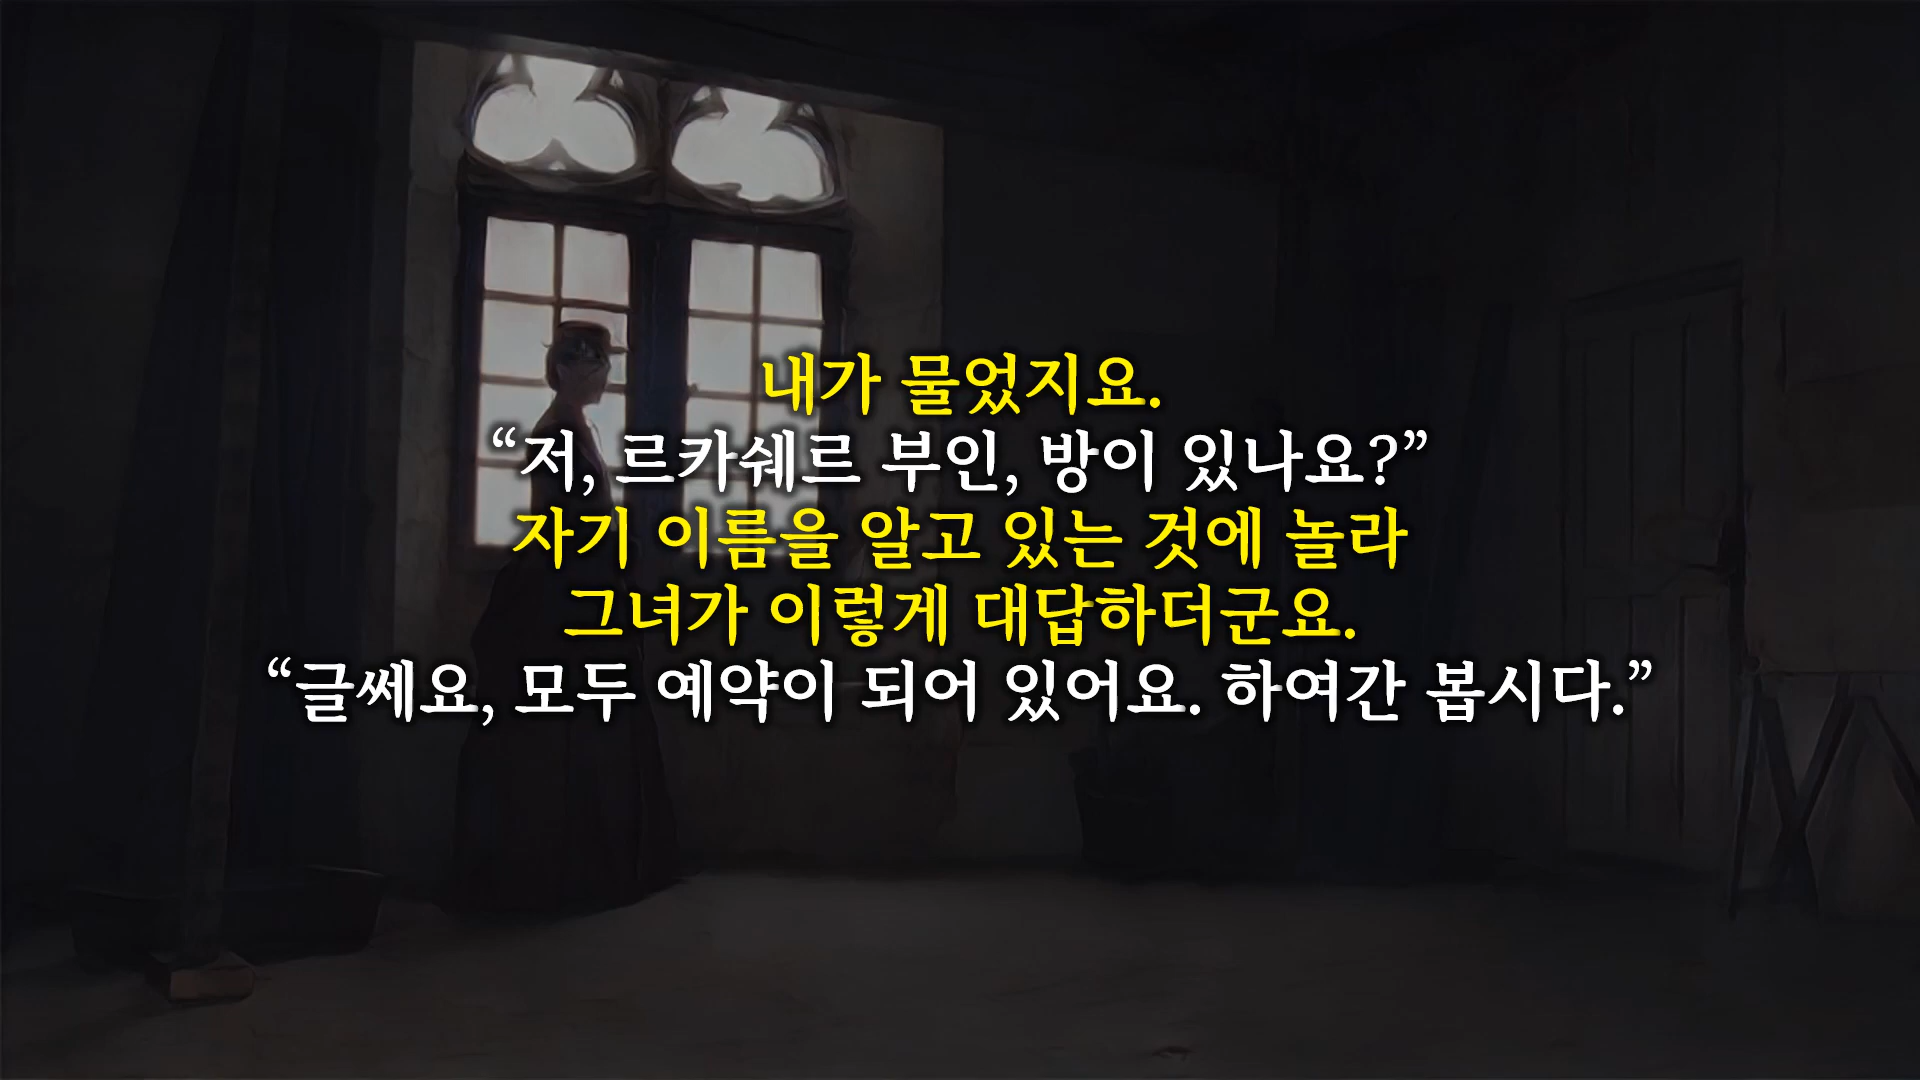 내가 물었지요.
“저, 르카쉐르 부인, 방이 있나요?”
자기 이름을 알고 있는 것에 놀라
그녀가 이렇게 대답하더군요.
“글쎄요, 모두 예약이 되어 있어요. 하여간 봅시다.”